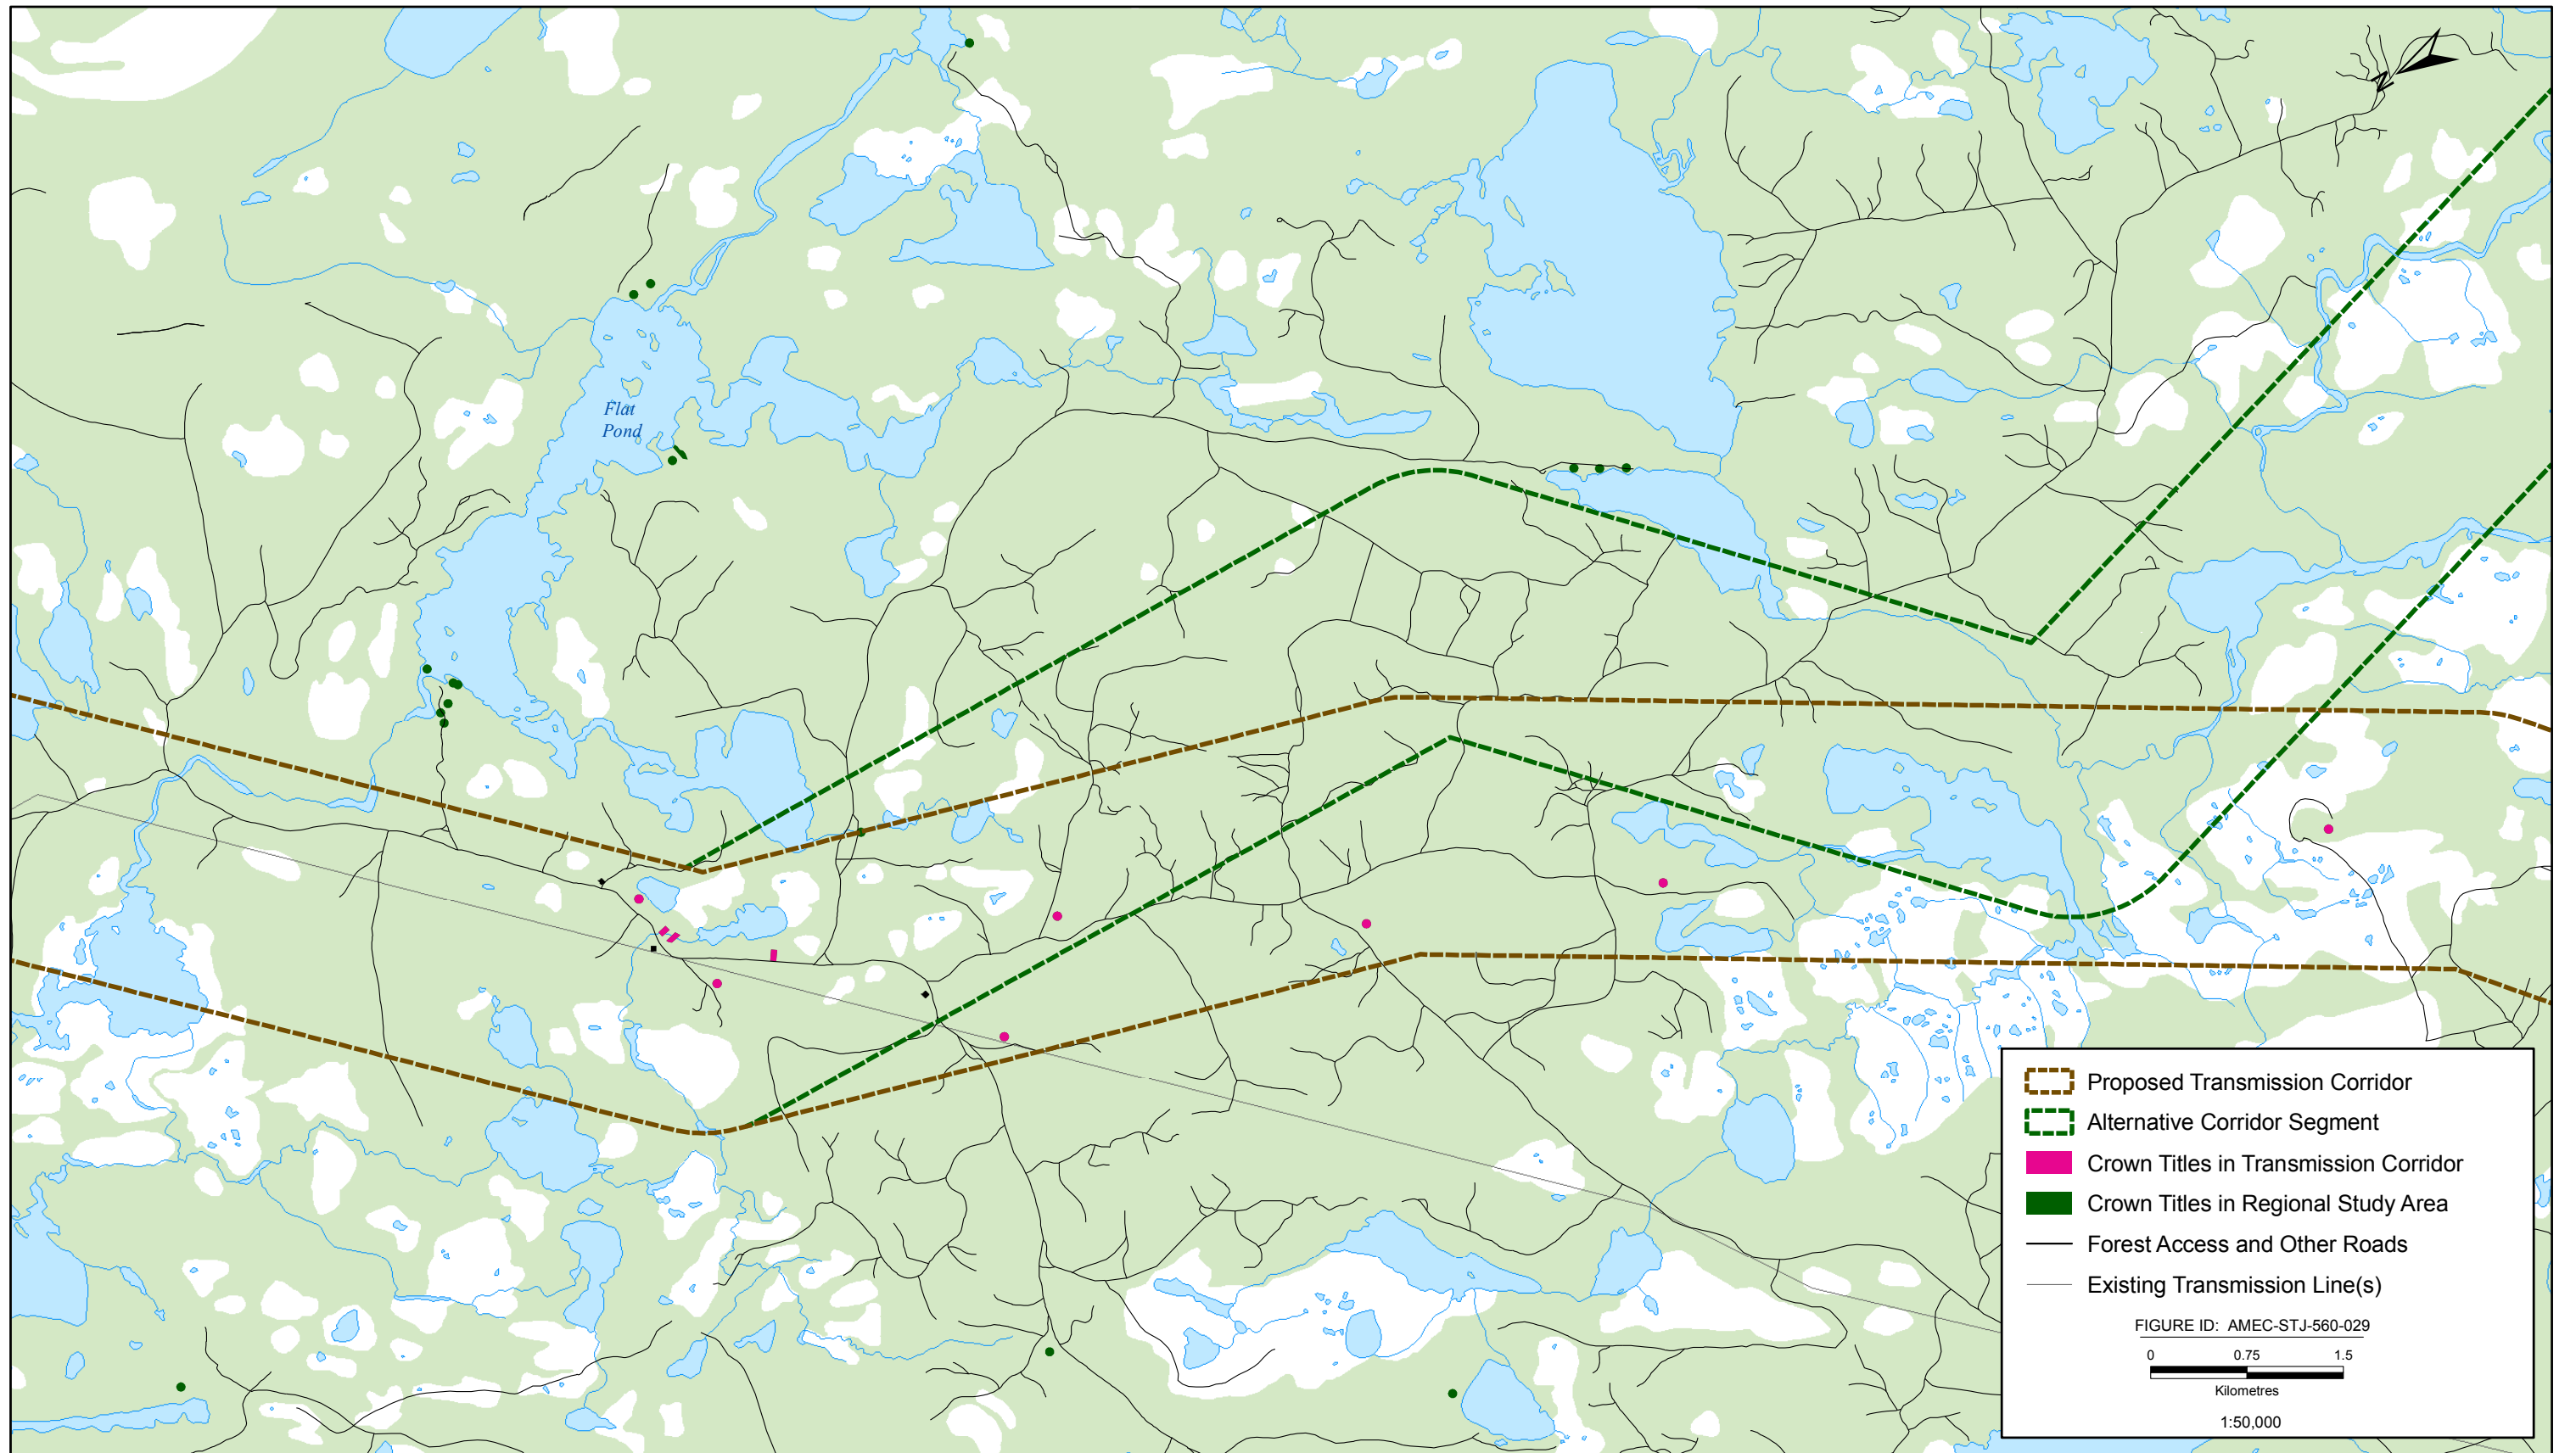 N
Flat
Pond
Proposed Transmission Corridor
Alternative Corridor Segment
Crown Titles in Transmission Corridor
Crown Titles in Regional Study Area
Forest Access and Other Roads
Existing Transmission Line(s)
FIGURE ID: AMEC-STJ-560-029
0 0.75 1.5
Kilometres
1:50,000